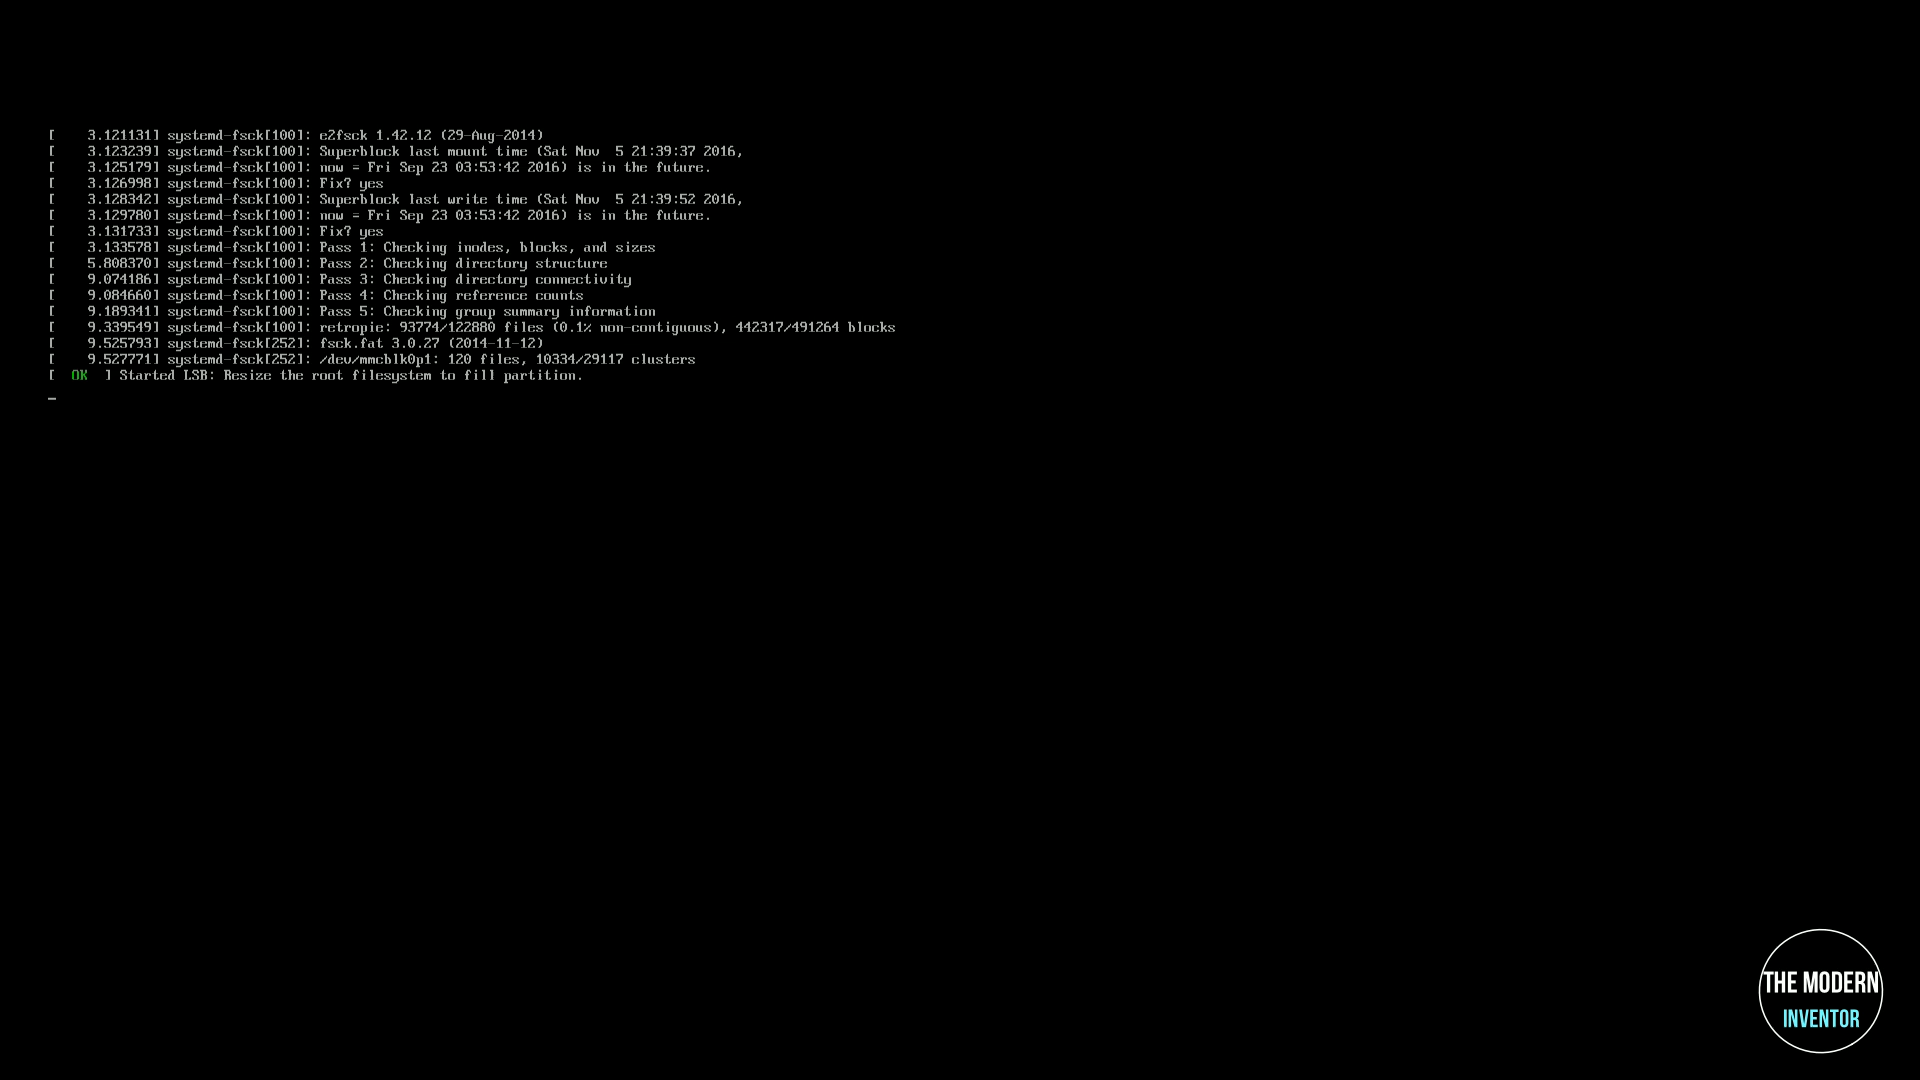 [    3.121131] systemd-fsck[100]: e2fsck 1.42.12 (29-Aug-2014)
[    3.123239] systemd-fsck[100]: Superblock last mount time (Sat Nov  5 21:39:37 2016,
[    3.125179] systemd-fsck[100]: now = Fri Sep 23 03:53:42 2016) is in the future.
[    3.126998] systemd-fsck[100]: Fix? yes
[    3.128342] systemd-fsck[100]: Superblock last write time (Sat Nov  5 21:39:52 2016,
[    3.129780] systemd-fsck[100]: now = Fri Sep 23 03:53:42 2016) is in the future.
[    3.131733] systemd-fsck[100]: Fix? yes
[    3.133578] systemd-fsck[100]: Pass 1: Checking inodes, blocks, and sizes
[    5.808370] systemd-fsck[100]: Pass 2: Checking directory structure
[    9.074186] systemd-fsck[100]: Pass 3: Checking directory connectivity
[    9.084660] systemd-fsck[100]: Pass 4: Checking reference counts
[    9.189341] systemd-fsck[100]: Pass 5: Checking group summary information
[    9.339549] systemd-fsck[100]: retropie: 93774/122880 files (0.1% non-contiguous), 442317/491264 blocks
[    9.525793] systemd-fsck[252]: fsck.fat 3.0.27 (2014-11-12)
[    9.527771] systemd-fsck[252]: /dev/mmcblk0p1: 120 files, 10334/29117 clusters
[  OK  ] Started LSB: Resize the root filesystem to fill partition.
_
THE MODERN
INVENTOR